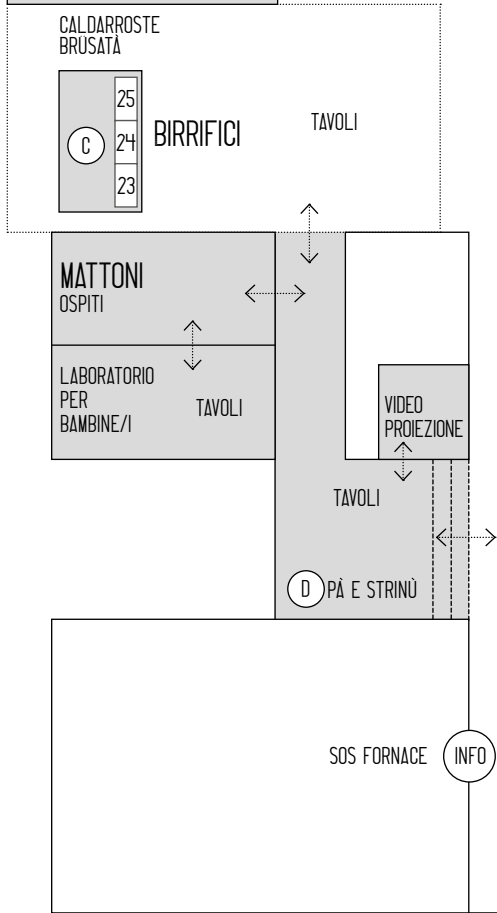 CALDARROSTE
BRÜSATÀ
25
C
24
BIRRIFICI
TAVOLI
23
MATTONI
OSPITI
LABORATORIO
PER
BAMBINE/I
TAVOLI
VIDEO
PROIEZIONE
TAVOLI
D
PÀ E STRINÙ
SOS FORNACE
INFO